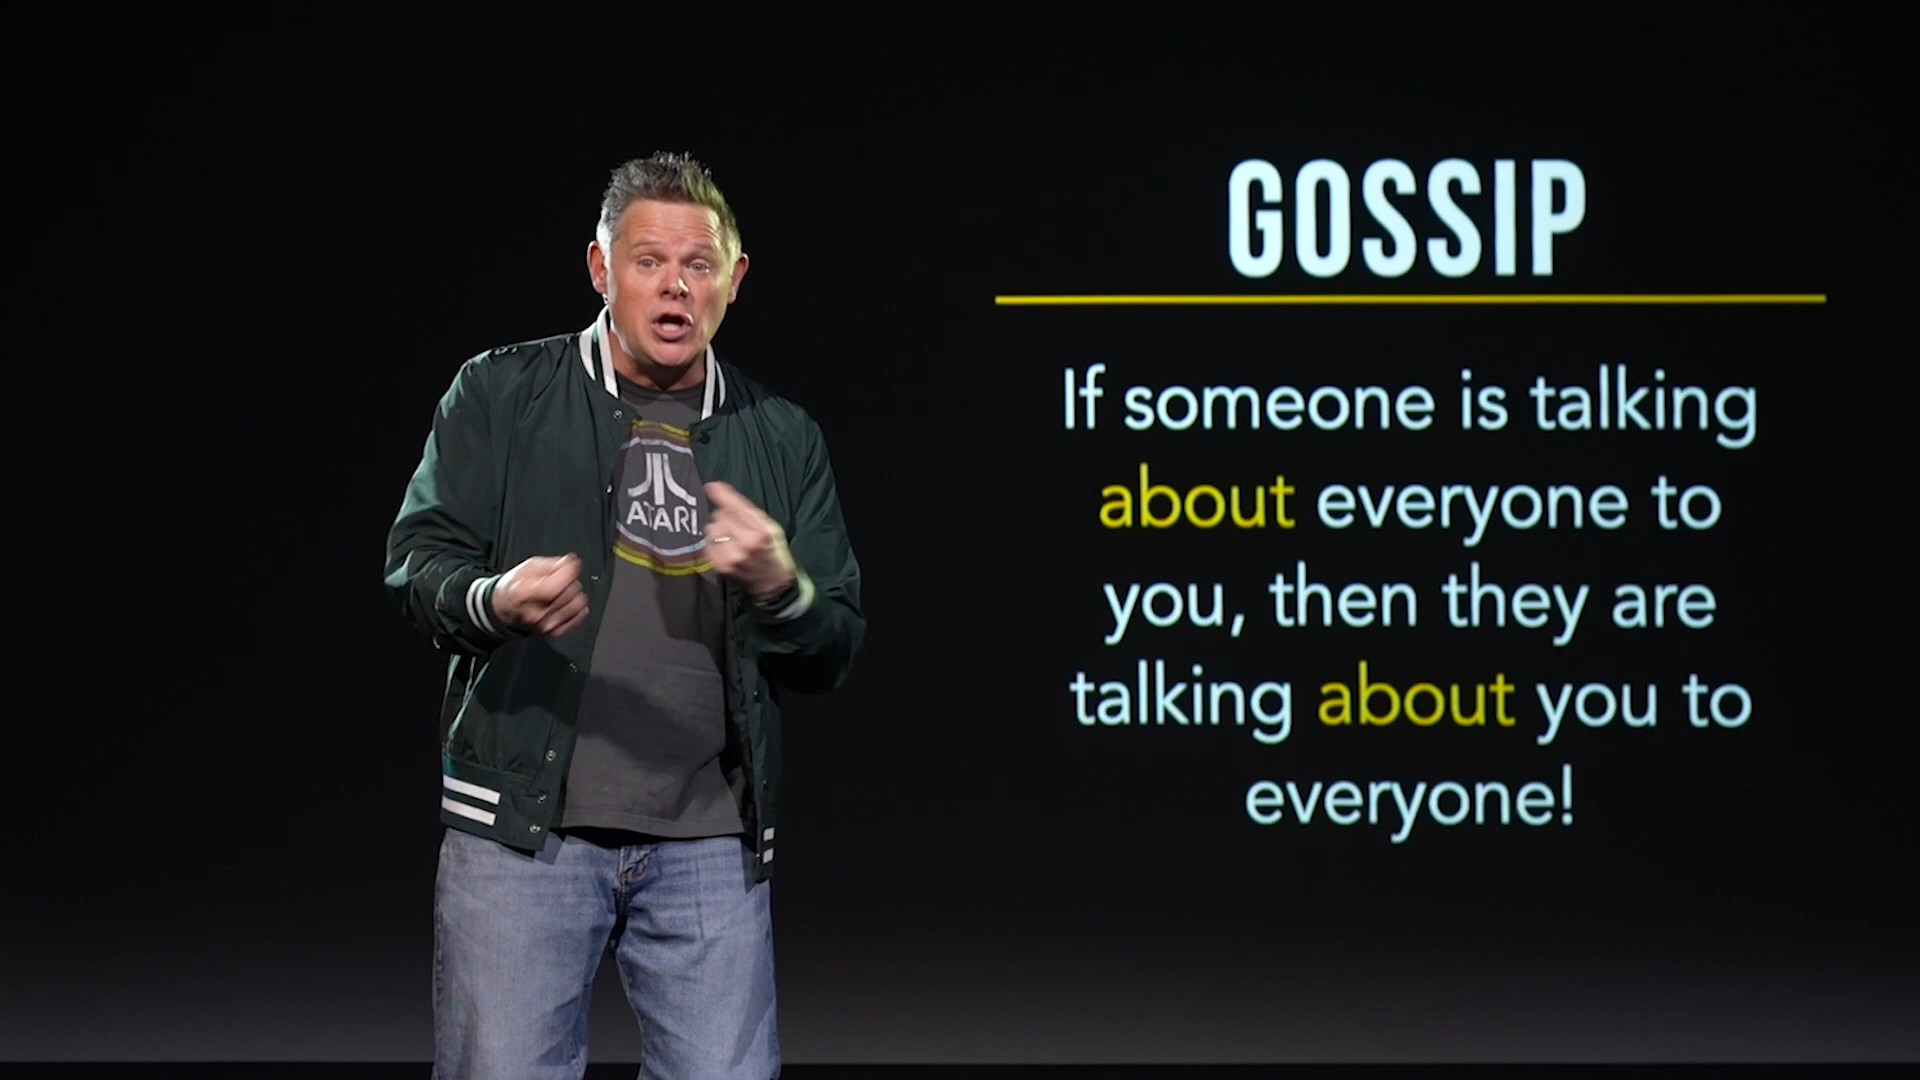 GOSSIP
If someone is talking
about everyone to
you, then they are
talking about you to
everyone!
ATARI